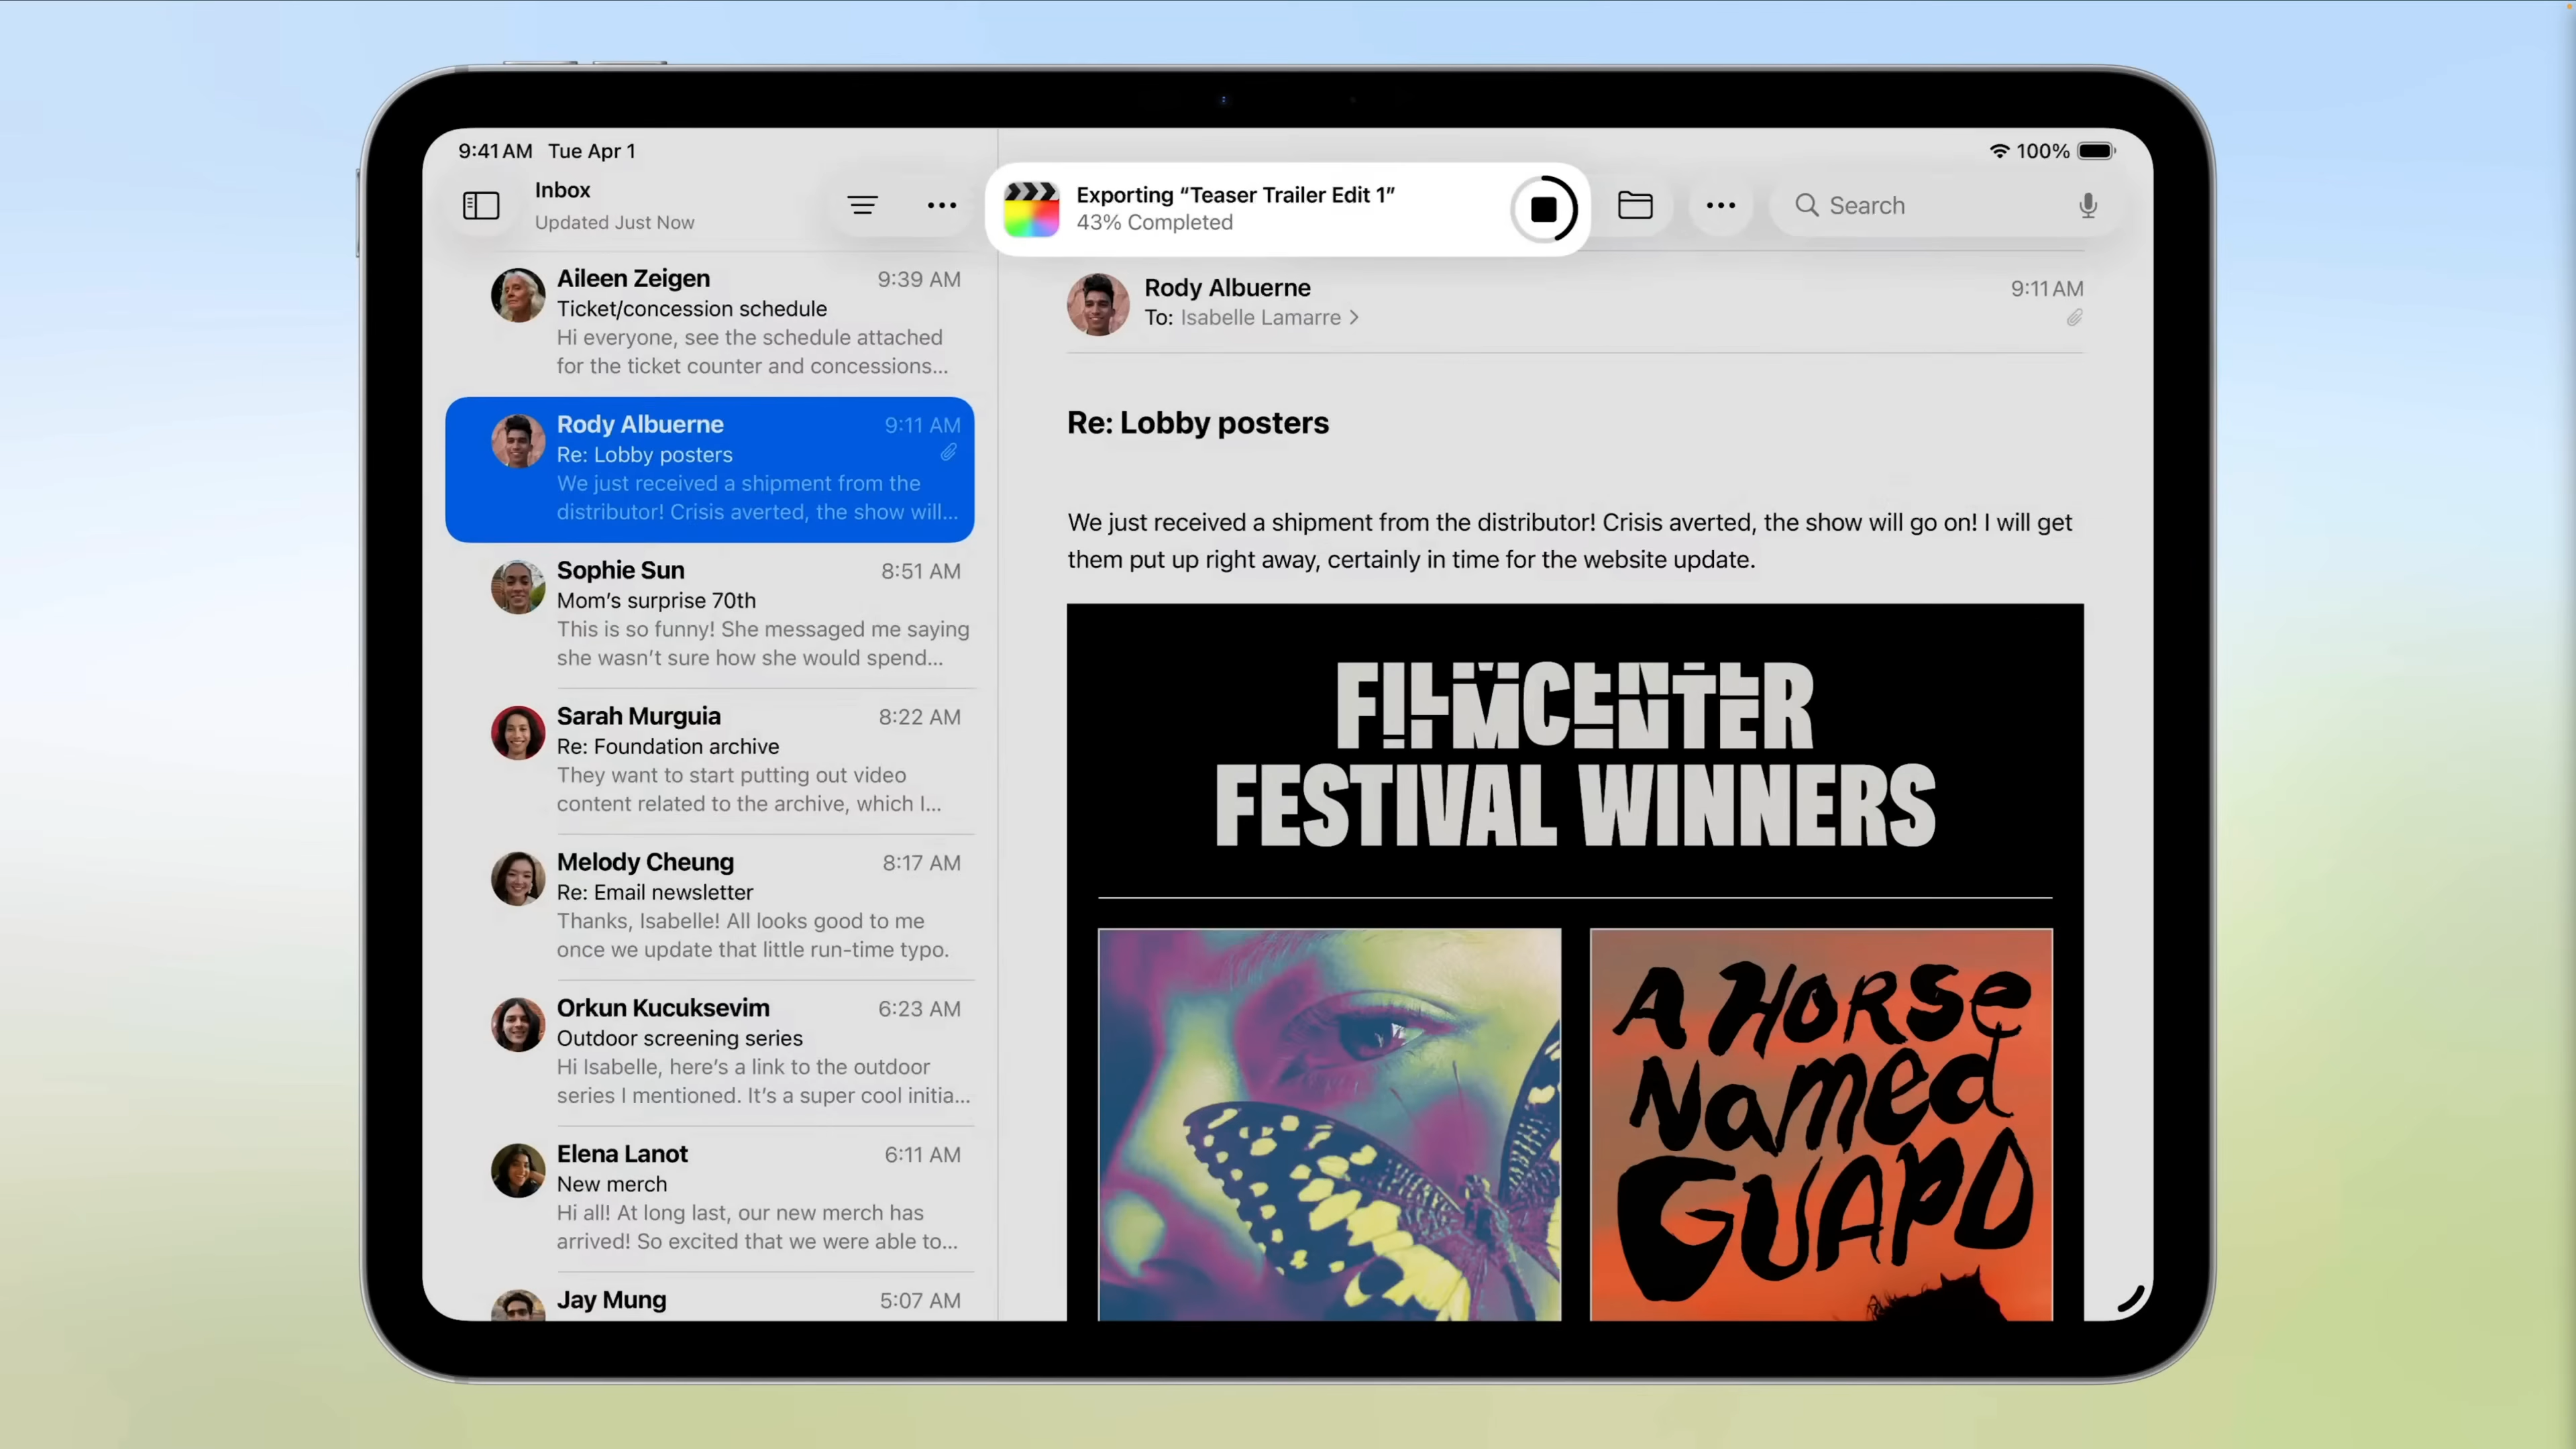 9:41 AM Tue Apr 1
100%
Inbox
Updated Just Now
Exporting “Teaser Trailer Edit 1”
43% Completed
Search
Aileen Zeigen 9:39 AM
Ticket/concession schedule
Hi everyone, see the schedule attached
for the ticket counter and concessions...
Rody Albuerne 9:11 AM
Re: Lobby posters
We just received a shipment from the
distributor! Crisis averted, the show will...
Sophie Sun 8:51 AM
Mom’s surprise 70th
This is so funny! She messaged me saying
she wasn’t sure how she would spend...
Sarah Murguia 8:22 AM
Re: Foundation archive
They want to start putting out video
content related to the archive, which I...
Melody Cheung 8:17 AM
Re: Email newsletter
Thanks, Isabelle! All looks good to me
once we update that little run-time typo.
Orkun Kucuksevim 6:23 AM
Outdoor screening series
Hi Isabelle, here’s a link to the outdoor
series I mentioned. It’s a super cool initia...
Elena Lanot 6:11 AM
New merch
Hi all! At long last, our new merch has
arrived! So excited that we were able to...
Jay Mung 5:07 AM
Rody Albuerne 9:11 AM
To: Isabelle Lamarre >
Re: Lobby posters
We just received a shipment from the distributor! Crisis averted, the show will go on! I will get
them put up right away, certainly in time for the website update.
FILMCENTER
FESTIVAL WINNERS
A HORSe
NameD
GUAPO